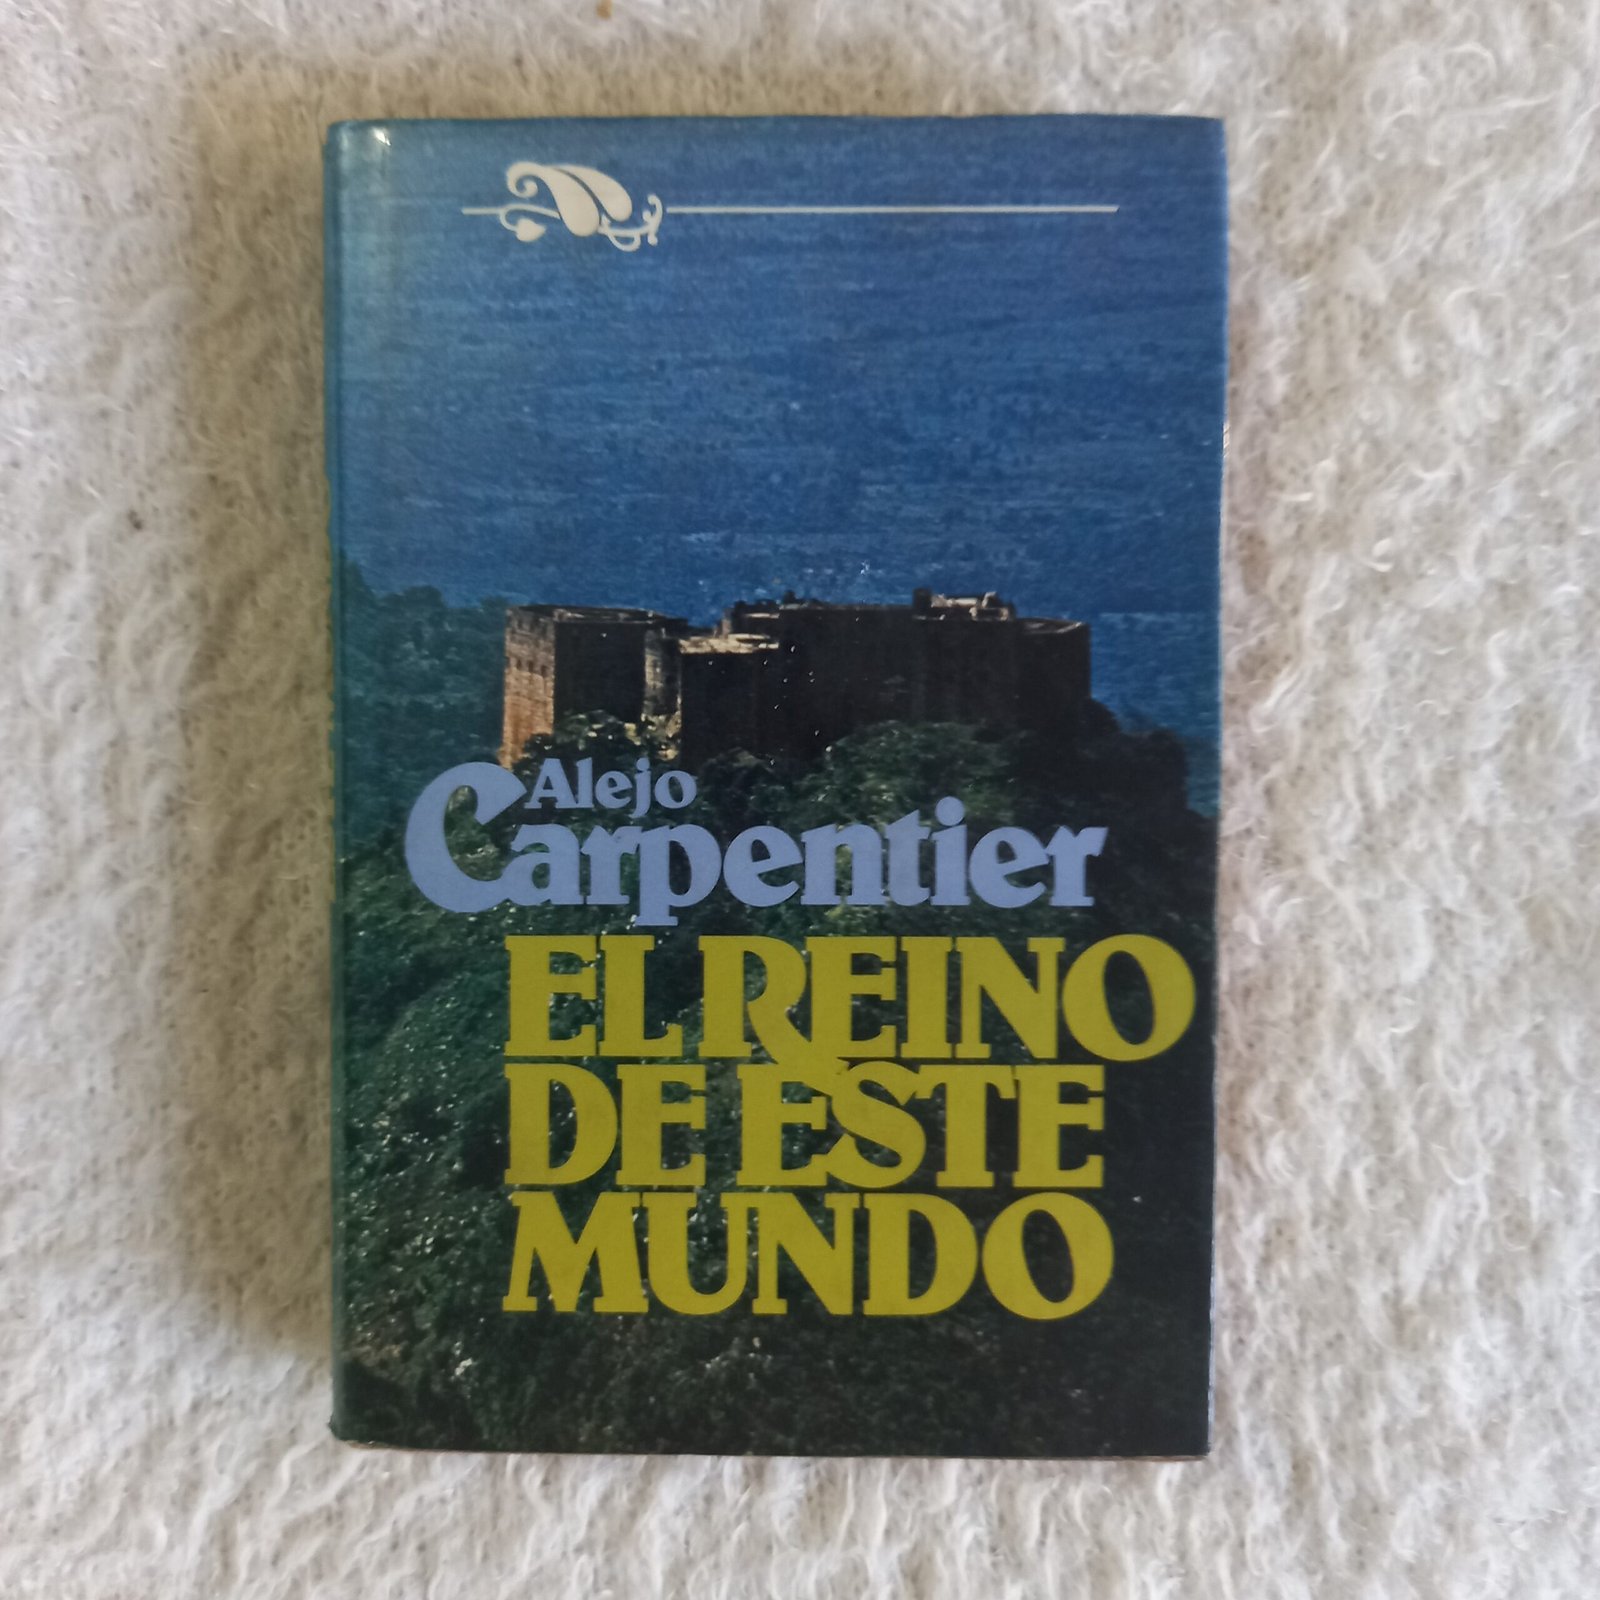 Alejo
Carpentier
EL REINO
DE ESTE
MUNDO